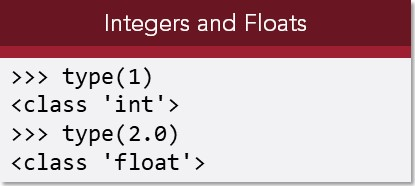 Integers and Floats
>>> type(1)
<class 'int'>
>>> type(2.0)
<class 'float'>